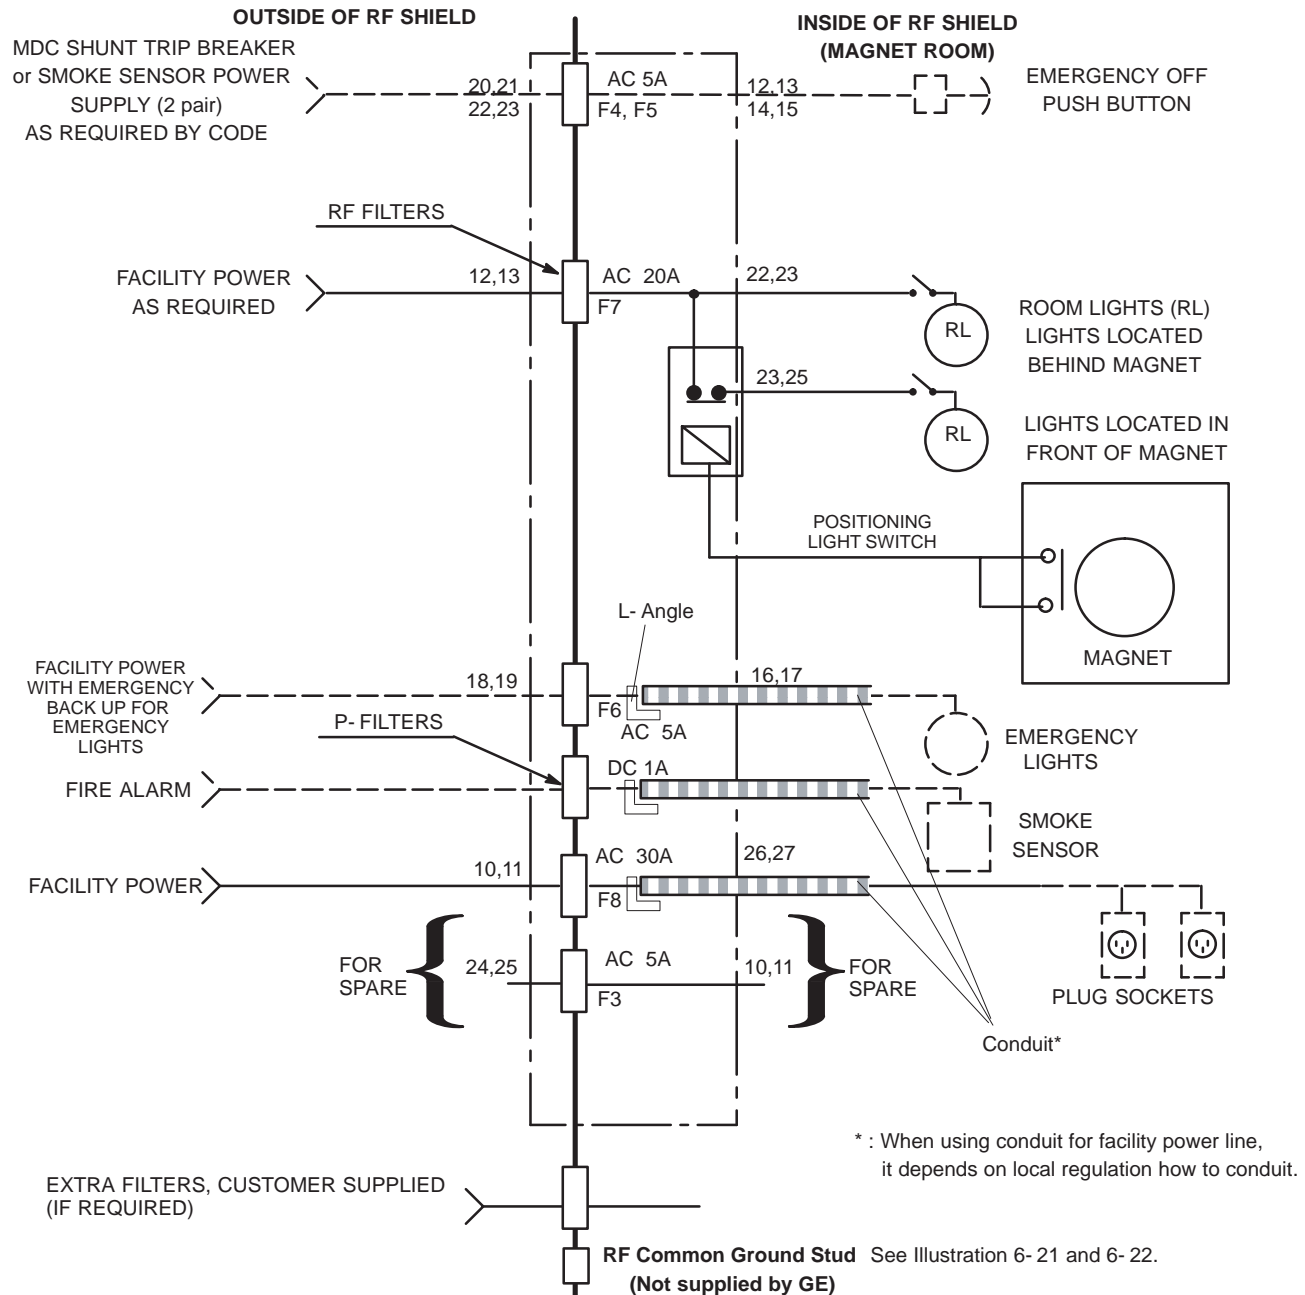 OUTSIDE OF RF SHIELD
INSIDE OF RF SHIELD
(MAGNET ROOM)
MDC SHUNT TRIP BREAKER
or SMOKE SENSOR POWER
SUPPLY (2 pair)
AS REQUIRED BY CODE
20,21
22,23
AC 5A
F4, F5
12,13
14,15
EMERGENCY OFF
PUSH BUTTON
RF FILTERS
FACILITY POWER
AS REQUIRED
12,13
AC 20A
F7
22,23
RL
ROOM LIGHTS (RL)
LIGHTS LOCATED
BEHIND MAGNET
23,25
RL
LIGHTS LOCATED IN
FRONT OF MAGNET
POSITIONING
LIGHT SWITCH
MAGNET
L- Angle
FACILITY POWER
WITH EMERGENCY
BACK UP FOR
EMERGENCY
LIGHTS
18,19
F6
AC 5A
16,17
EMERGENCY
LIGHTS
P- FILTERS
FIRE ALARM
DC 1A
SMOKE
SENSOR
FACILITY POWER
10,11
AC 30A
F8
26,27
PLUG SOCKETS
FOR
SPARE
24,25
AC 5A
F3
10,11
FOR
SPARE
Conduit*
* : When using conduit for facility power line,
it depends on local regulation how to conduit.
EXTRA FILTERS, CUSTOMER SUPPLIED
(IF REQUIRED)
RF Common Ground Stud See Illustration 6- 21 and 6- 22.
(Not supplied by GE)